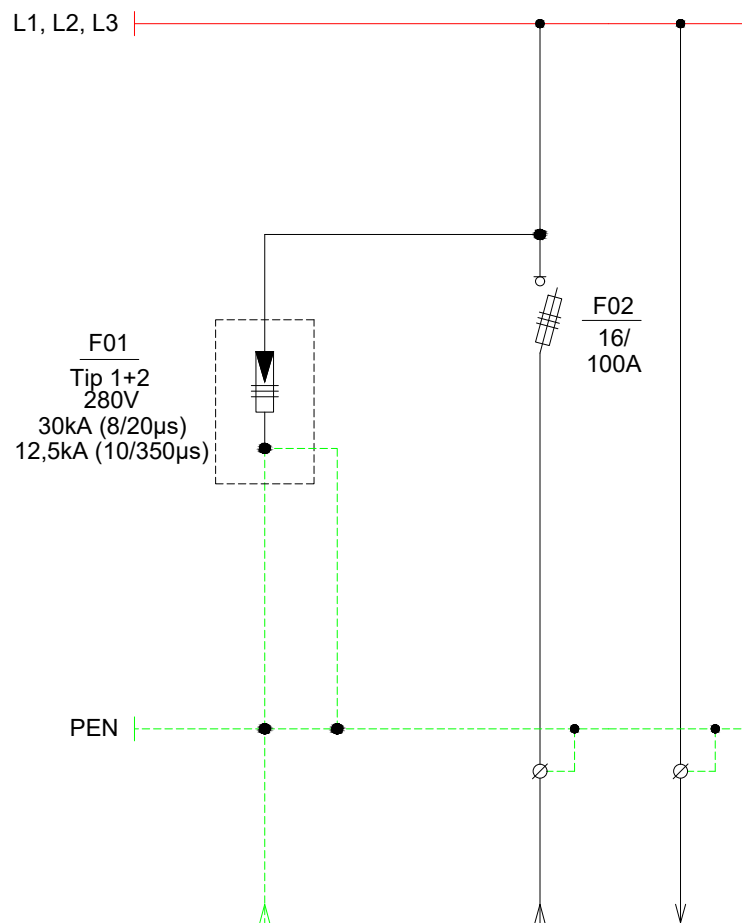 L1, L2, L3
F01
Tip 1+2
280V
30kA (8/20µs)
12,5kA (10/350µs)
F02
16/
100A
PEN